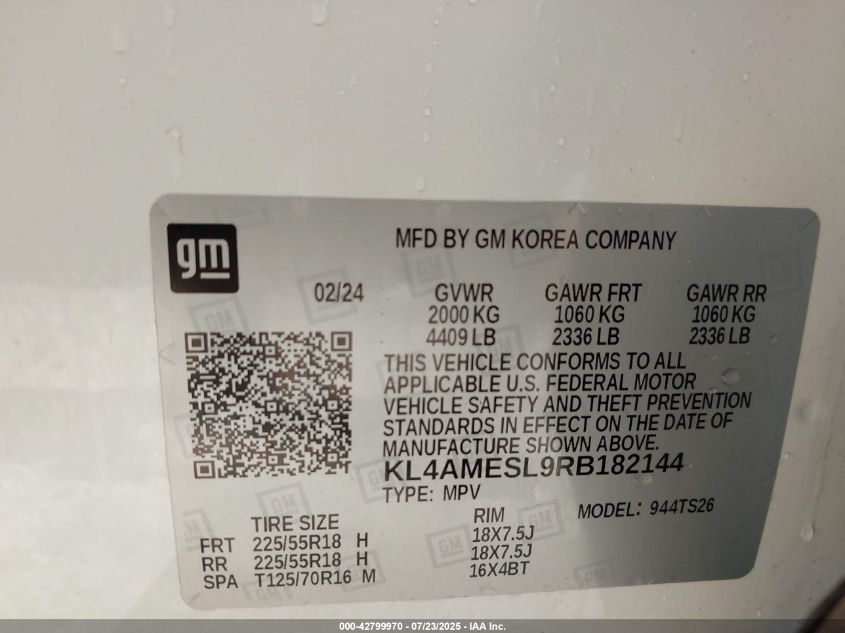 gm
MFD BY GM KOREA COMPANY
02/24 GVWR GAWR FRT GAWR RR
2000 KG 1060 KG 1060 KG
4409 LB 2336 LB 2336 LB
THIS VEHICLE CONFORMS TO ALL
APPLICABLE U.S. FEDERAL MOTOR
VEHICLE SAFETY AND THEFT PREVENTION
STANDARDS IN EFFECT ON THE DATE OF
MANUFACTURE SHOWN ABOVE.
KL4AMESL9RB182144
TYPE: MPV MODEL: 944TS26
TIRE SIZE RIM
FRT 225/55R18 H 18X7.5J
RR 225/55R18 H 18X7.5J
SPA T125/70R16 M 16X4BT
000-42799970 - 07/23/2025 - IAA Inc.